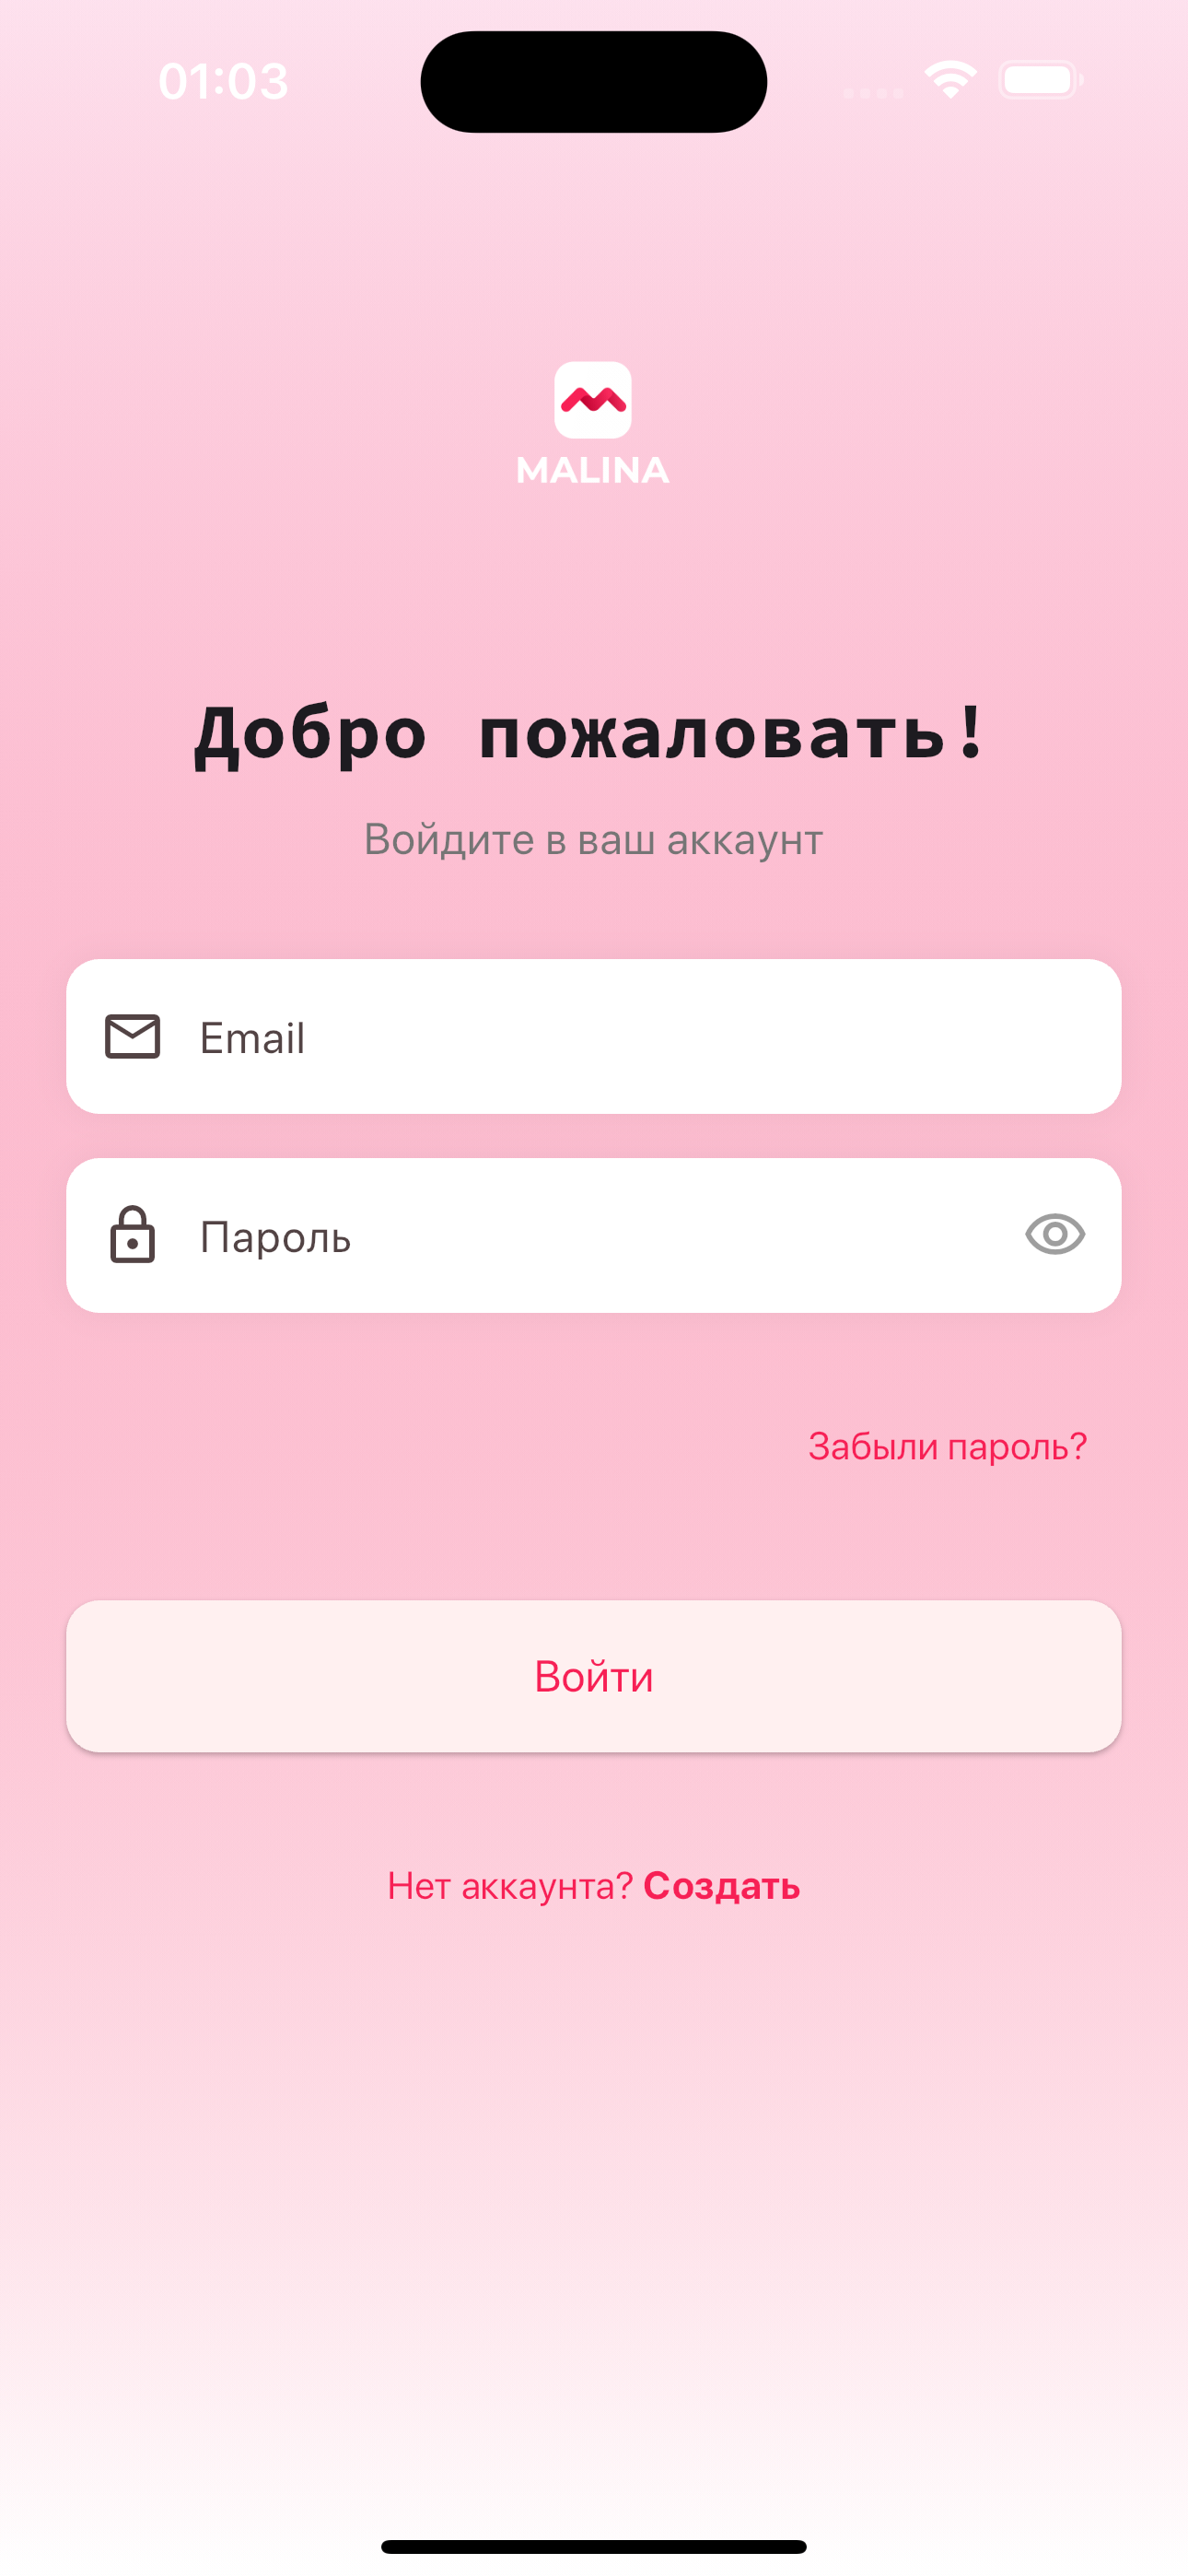 01:03
MALINA
Добро пожаловать!
Войдите в ваш аккаунт
Email
Пароль
Забыли пароль?
Войти
Нет аккаунта? Создать